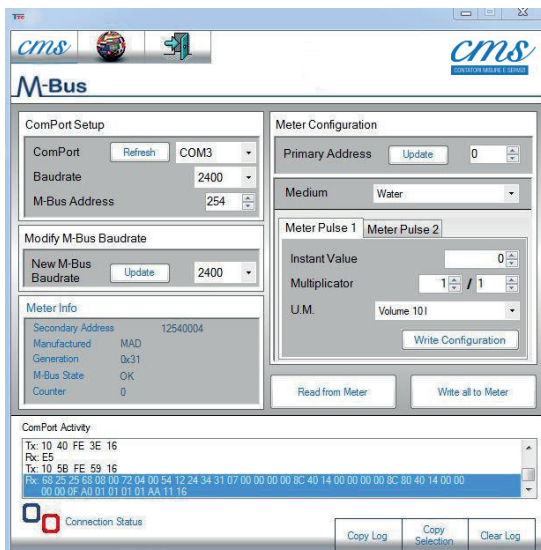 cms
cms
CONTATORI MISURE E SERVIZI
M-Bus
ComPort Setup
ComPort Refresh COM3
Baudrate 2400
M-Bus Address 254
Modify M-Bus Baudrate
New M-Bus Baudrate Update 2400
Meter Info
Secondary Address 12540004
Manufactured MAD
Generation 0x31
M-Bus State OK
Counter 0
Meter Configuration
Primary Address Update 0
Medium Water
Meter Pulse 1 Meter Pulse 2
Instant Value 0
Multiplicator 1 / 1
U.M. Volume 10 l
Write Configuration
Read from Meter Write all to Meter
ComPort Activity
Tx: 10 40 FE 3E 16
Rx: E5
Tx: 10 5B FE 59 16
Rx: 68 25 25 68 08 00 72 04 00 54 12 24 34 31 07 00 00 00 00 8C 40 14 00 00 00 00 8C 80 40 14 00 00
00 00 0F A0 01 01 01 01 AA 11 16
Connection Status
Copy Log Copy Selection Clear Log